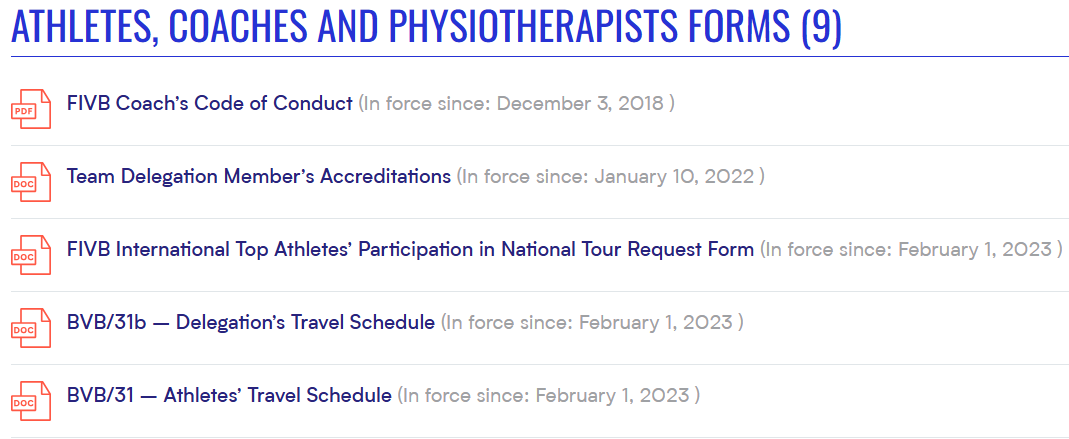 ATHLETES, COACHES AND PHYSIOTHERAPISTS FORMS (9)
PDF FIVB Coach's Code of Conduct (In force since: December 3, 2018 )
DOC Team Delegation Member's Accreditations (In force since: January 10, 2022 )
DOC FIVB International Top Athletes' Participation in National Tour Request Form (In force since: February 1, 2023 )
DOC BVB/31b – Delegation's Travel Schedule (In force since: February 1, 2023 )
DOC BVB/31 – Athletes' Travel Schedule (In force since: February 1, 2023 )